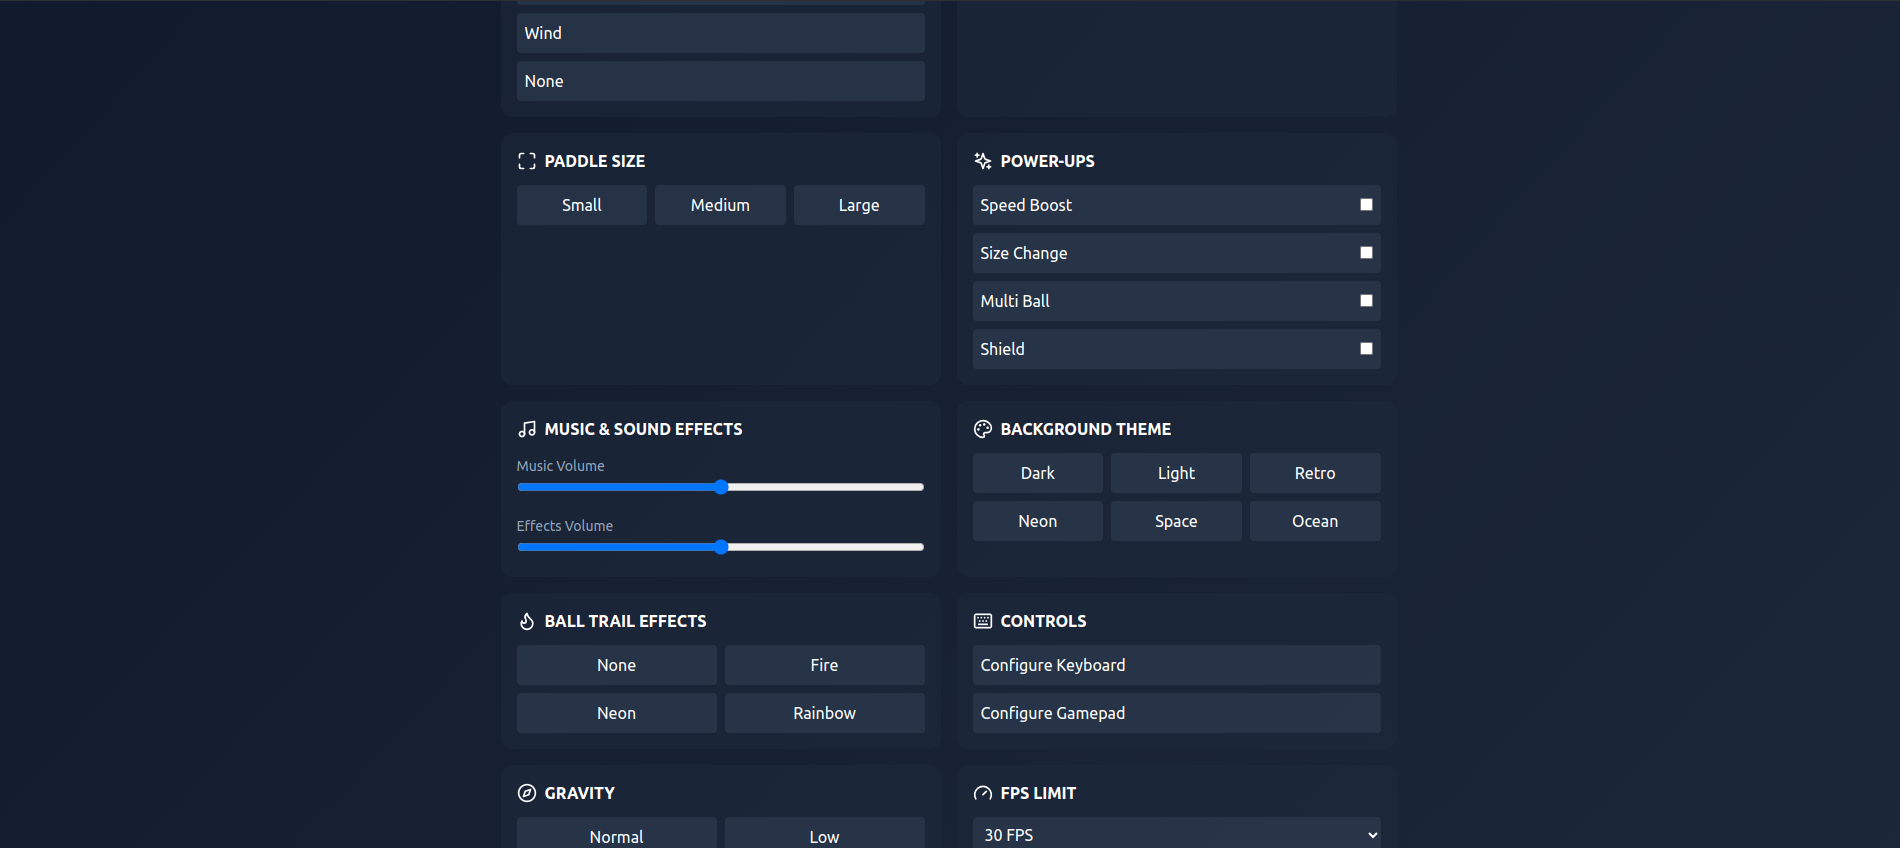 Wind
None
PADDLE SIZE
Small Medium Large
POWER-UPS
Speed Boost
Size Change
Multi Ball
Shield
MUSIC & SOUND EFFECTS
Music Volume
Effects Volume
BACKGROUND THEME
Dark Light Retro
Neon Space Ocean
BALL TRAIL EFFECTS
None Fire
Neon Rainbow
CONTROLS
Configure Keyboard
Configure Gamepad
GRAVITY
Normal Low
FPS LIMIT
30 FPS